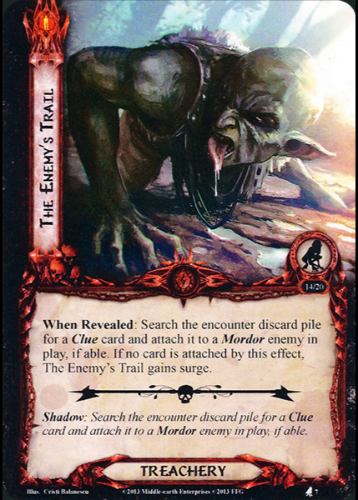 THE ENEMY'S TRAIL
14/20
When Revealed: Search the encounter discard pile
for a Clue card and attach it to a Mordor enemy in
play, if able. If no card is attached by this effect,
The Enemy's Trail gains surge.
Shadow: Search the encounter discard pile for a Clue
card and attach it to a Mordor enemy in play, if able.
TREACHERY
Illus. Cristi Balanescu ©2013 Middle-earth Enterprises ©2013 FFG